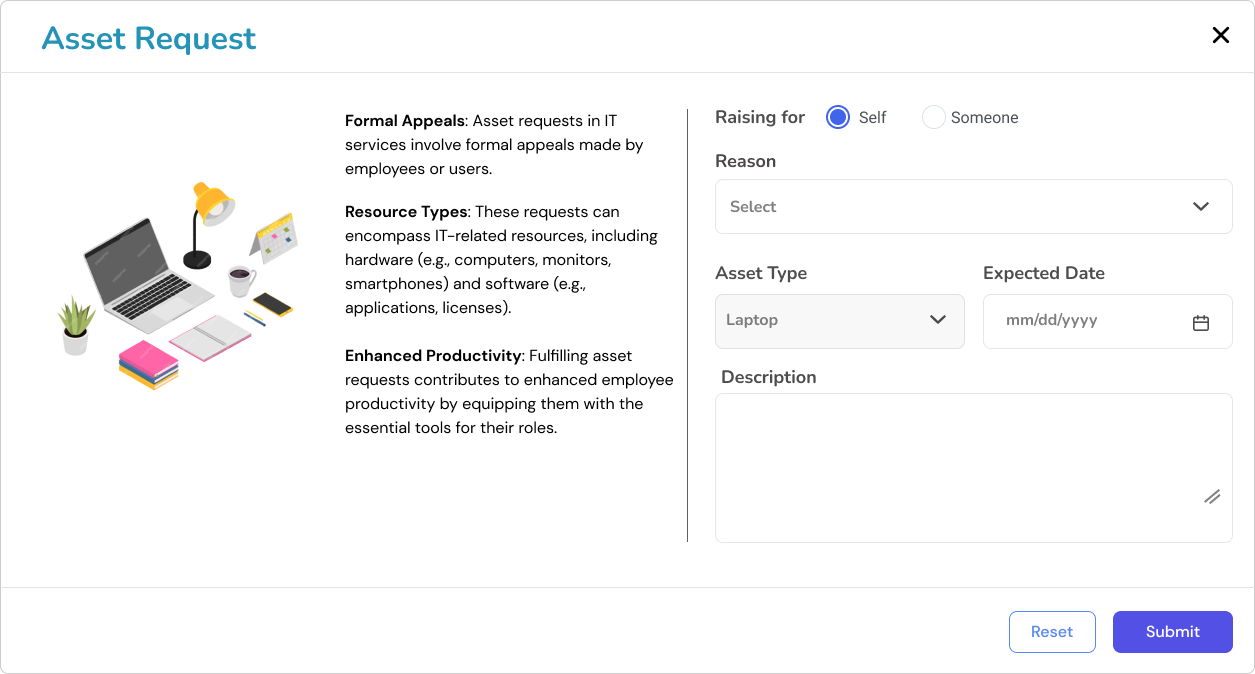 Asset Request
Formal Appeals: Asset requests in IT
services involve formal appeals made by
employees or users.
Resource Types: These requests can
encompass IT-related resources, including
hardware (e.g., computers, monitors,
smartphones) and software (e.g.,
applications, licenses).
Enhanced Productivity: Fulfilling asset
requests contributes to enhanced employee
productivity by equipping them with the
essential tools for their roles.
Raising for Self Someone
Reason
Select
Asset Type Expected Date
Laptop mm/dd/yyyy
Description
Reset Submit